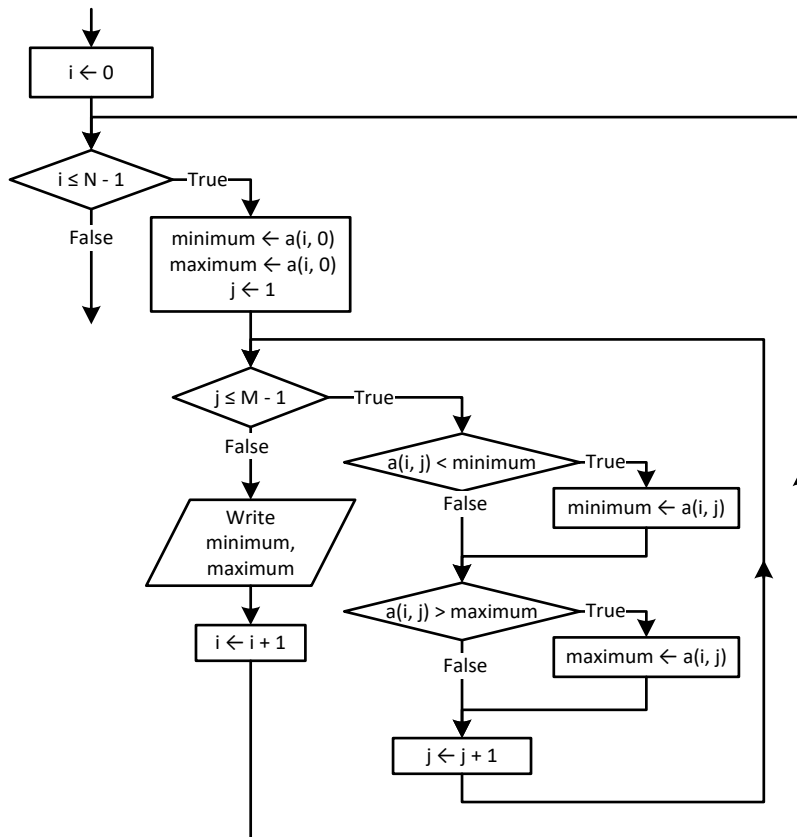 i ← 0
i ≤ N - 1
True
False
minimum ← a(i, 0)
maximum ← a(i, 0)
j ← 1
j ≤ M - 1
True
False
a(i, j) < minimum
True
False
minimum ← a(i, j)
Write
minimum,
maximum
a(i, j) > maximum
True
False
maximum ← a(i, j)
i ← i + 1
j ← j + 1